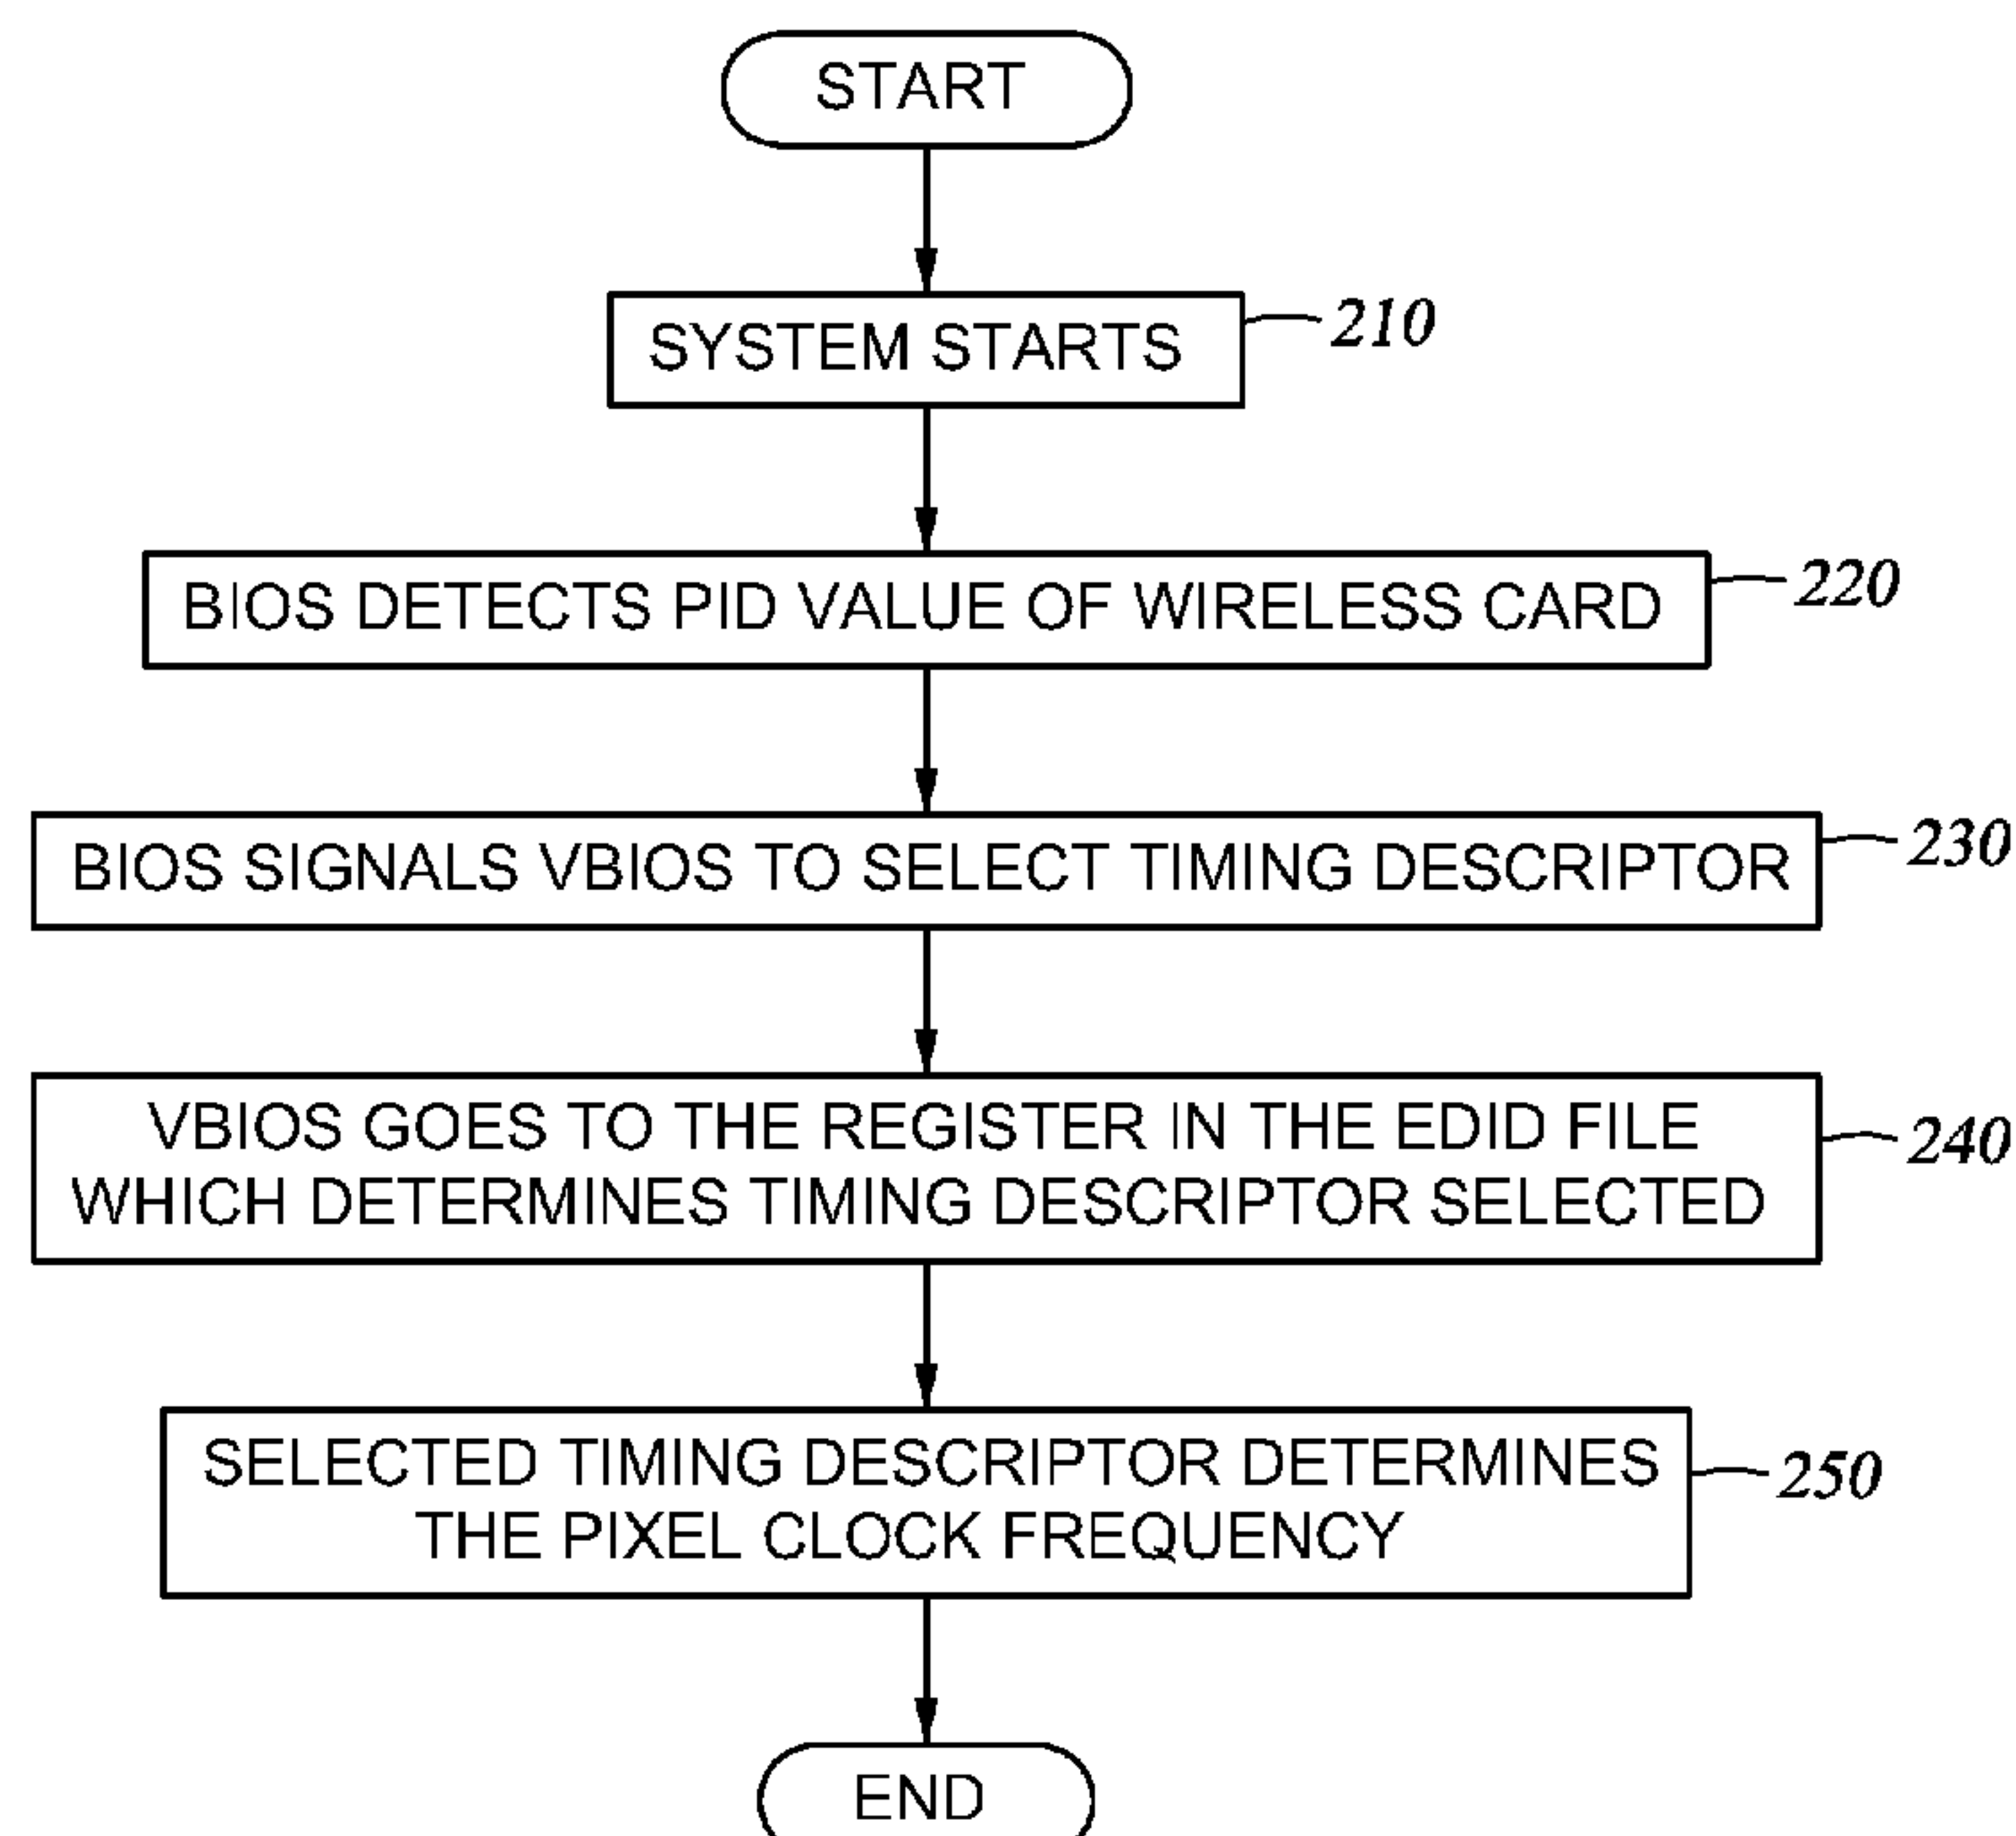 START
SYSTEM STARTS
210
BIOS DETECTS PID VALUE OF WIRELESS CARD
220
BIOS SIGNALS VBIOS TO SELECT TIMING DESCRIPTOR
230
VBIOS GOES TO THE REGISTER IN THE EDID FILE
WHICH DETERMINES TIMING DESCRIPTOR SELECTED
240
SELECTED TIMING DESCRIPTOR DETERMINES
THE PIXEL CLOCK FREQUENCY
250
END